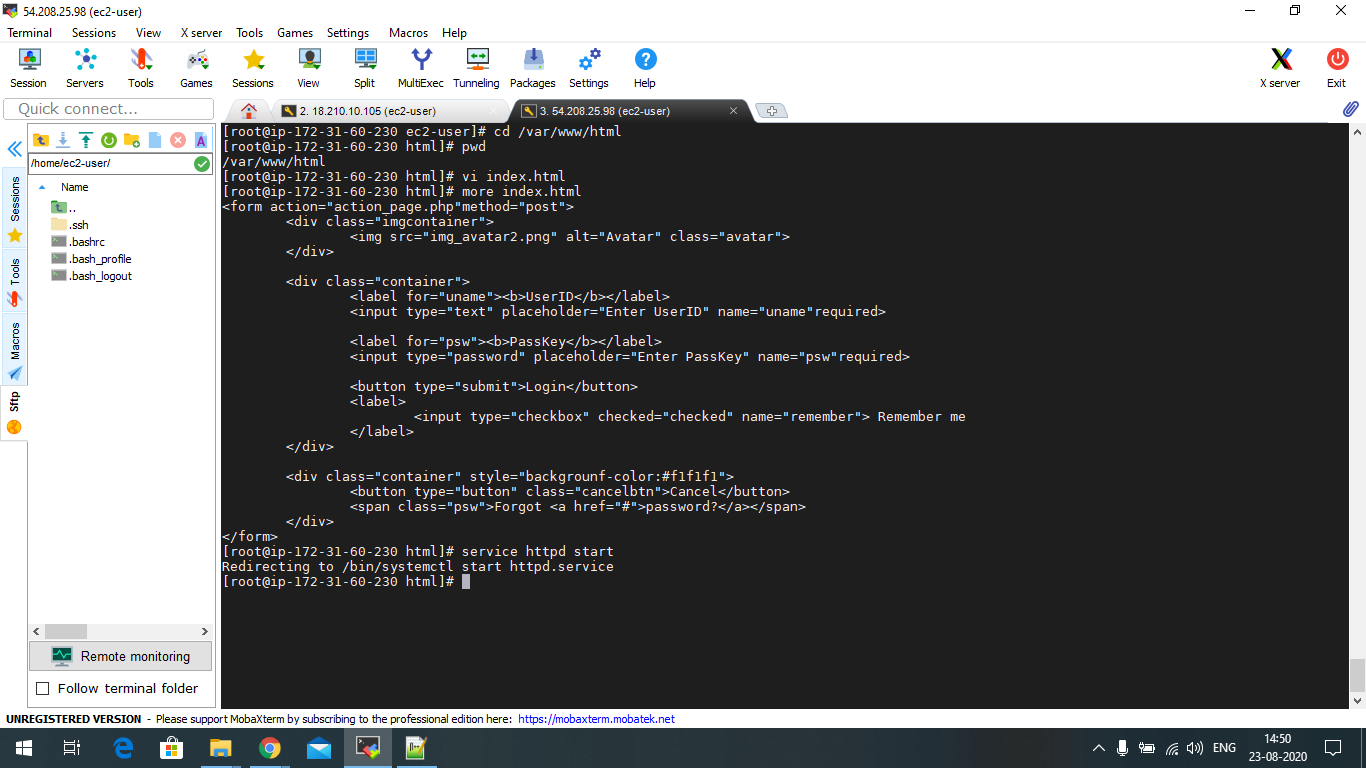 54.208.25.98 (ec2-user)
Terminal Sessions View X server Tools Games Settings Macros Help
Session Servers Tools Games Sessions View Split MultiExec Tunneling Packages Settings Help X server Exit
Quick connect...
2. 18.210.10.105 (ec2-user)
3. 54.208.25.98 (ec2-user)
/home/ec2-user/
Name
..
.ssh
.bashrc
.bash_profile
.bash_logout
Sessions
Tools
Macros
Sftp
Remote monitoring
Follow terminal folder
[root@ip-172-31-60-230 ec2-user]# cd /var/www/html
[root@ip-172-31-60-230 html]# pwd
/var/www/html
[root@ip-172-31-60-230 html]# vi index.html
[root@ip-172-31-60-230 html]# more index.html
<form action="action_page.php"method="post">
        <div class="imgcontainer">
                <img src="img_avatar2.png" alt="Avatar" class="avatar">
        </div>
        <div class="container">
                <label for="uname"><b>UserID</b></label>
                <input type="text" placeholder="Enter UserID" name="uname"required>
                <label for="psw"><b>PassKey</b></label>
                <input type="password" placeholder="Enter PassKey" name="psw"required>
                <button type="submit">Login</button>
                <label>
                        <input type="checkbox" checked="checked" name="remember"> Remember me
                </label>
        </div>
        <div class="container" style="backgrounf-color:#f1f1f1">
                <button type="button" class="cancelbtn">Cancel</button>
                <span class="psw">Forgot <a href="#">password?</a></span>
        </div>
</form>
[root@ip-172-31-60-230 html]# service httpd start
Redirecting to /bin/systemctl start httpd.service
[root@ip-172-31-60-230 html]#
UNREGISTERED VERSION - Please support MobaXterm by subscribing to the professional edition here: https://mobaxterm.mobatek.net
ENG
14:50
23-08-2020